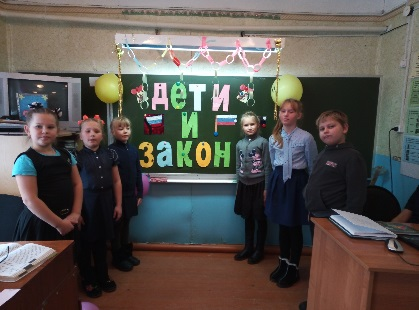 дети
и
закон